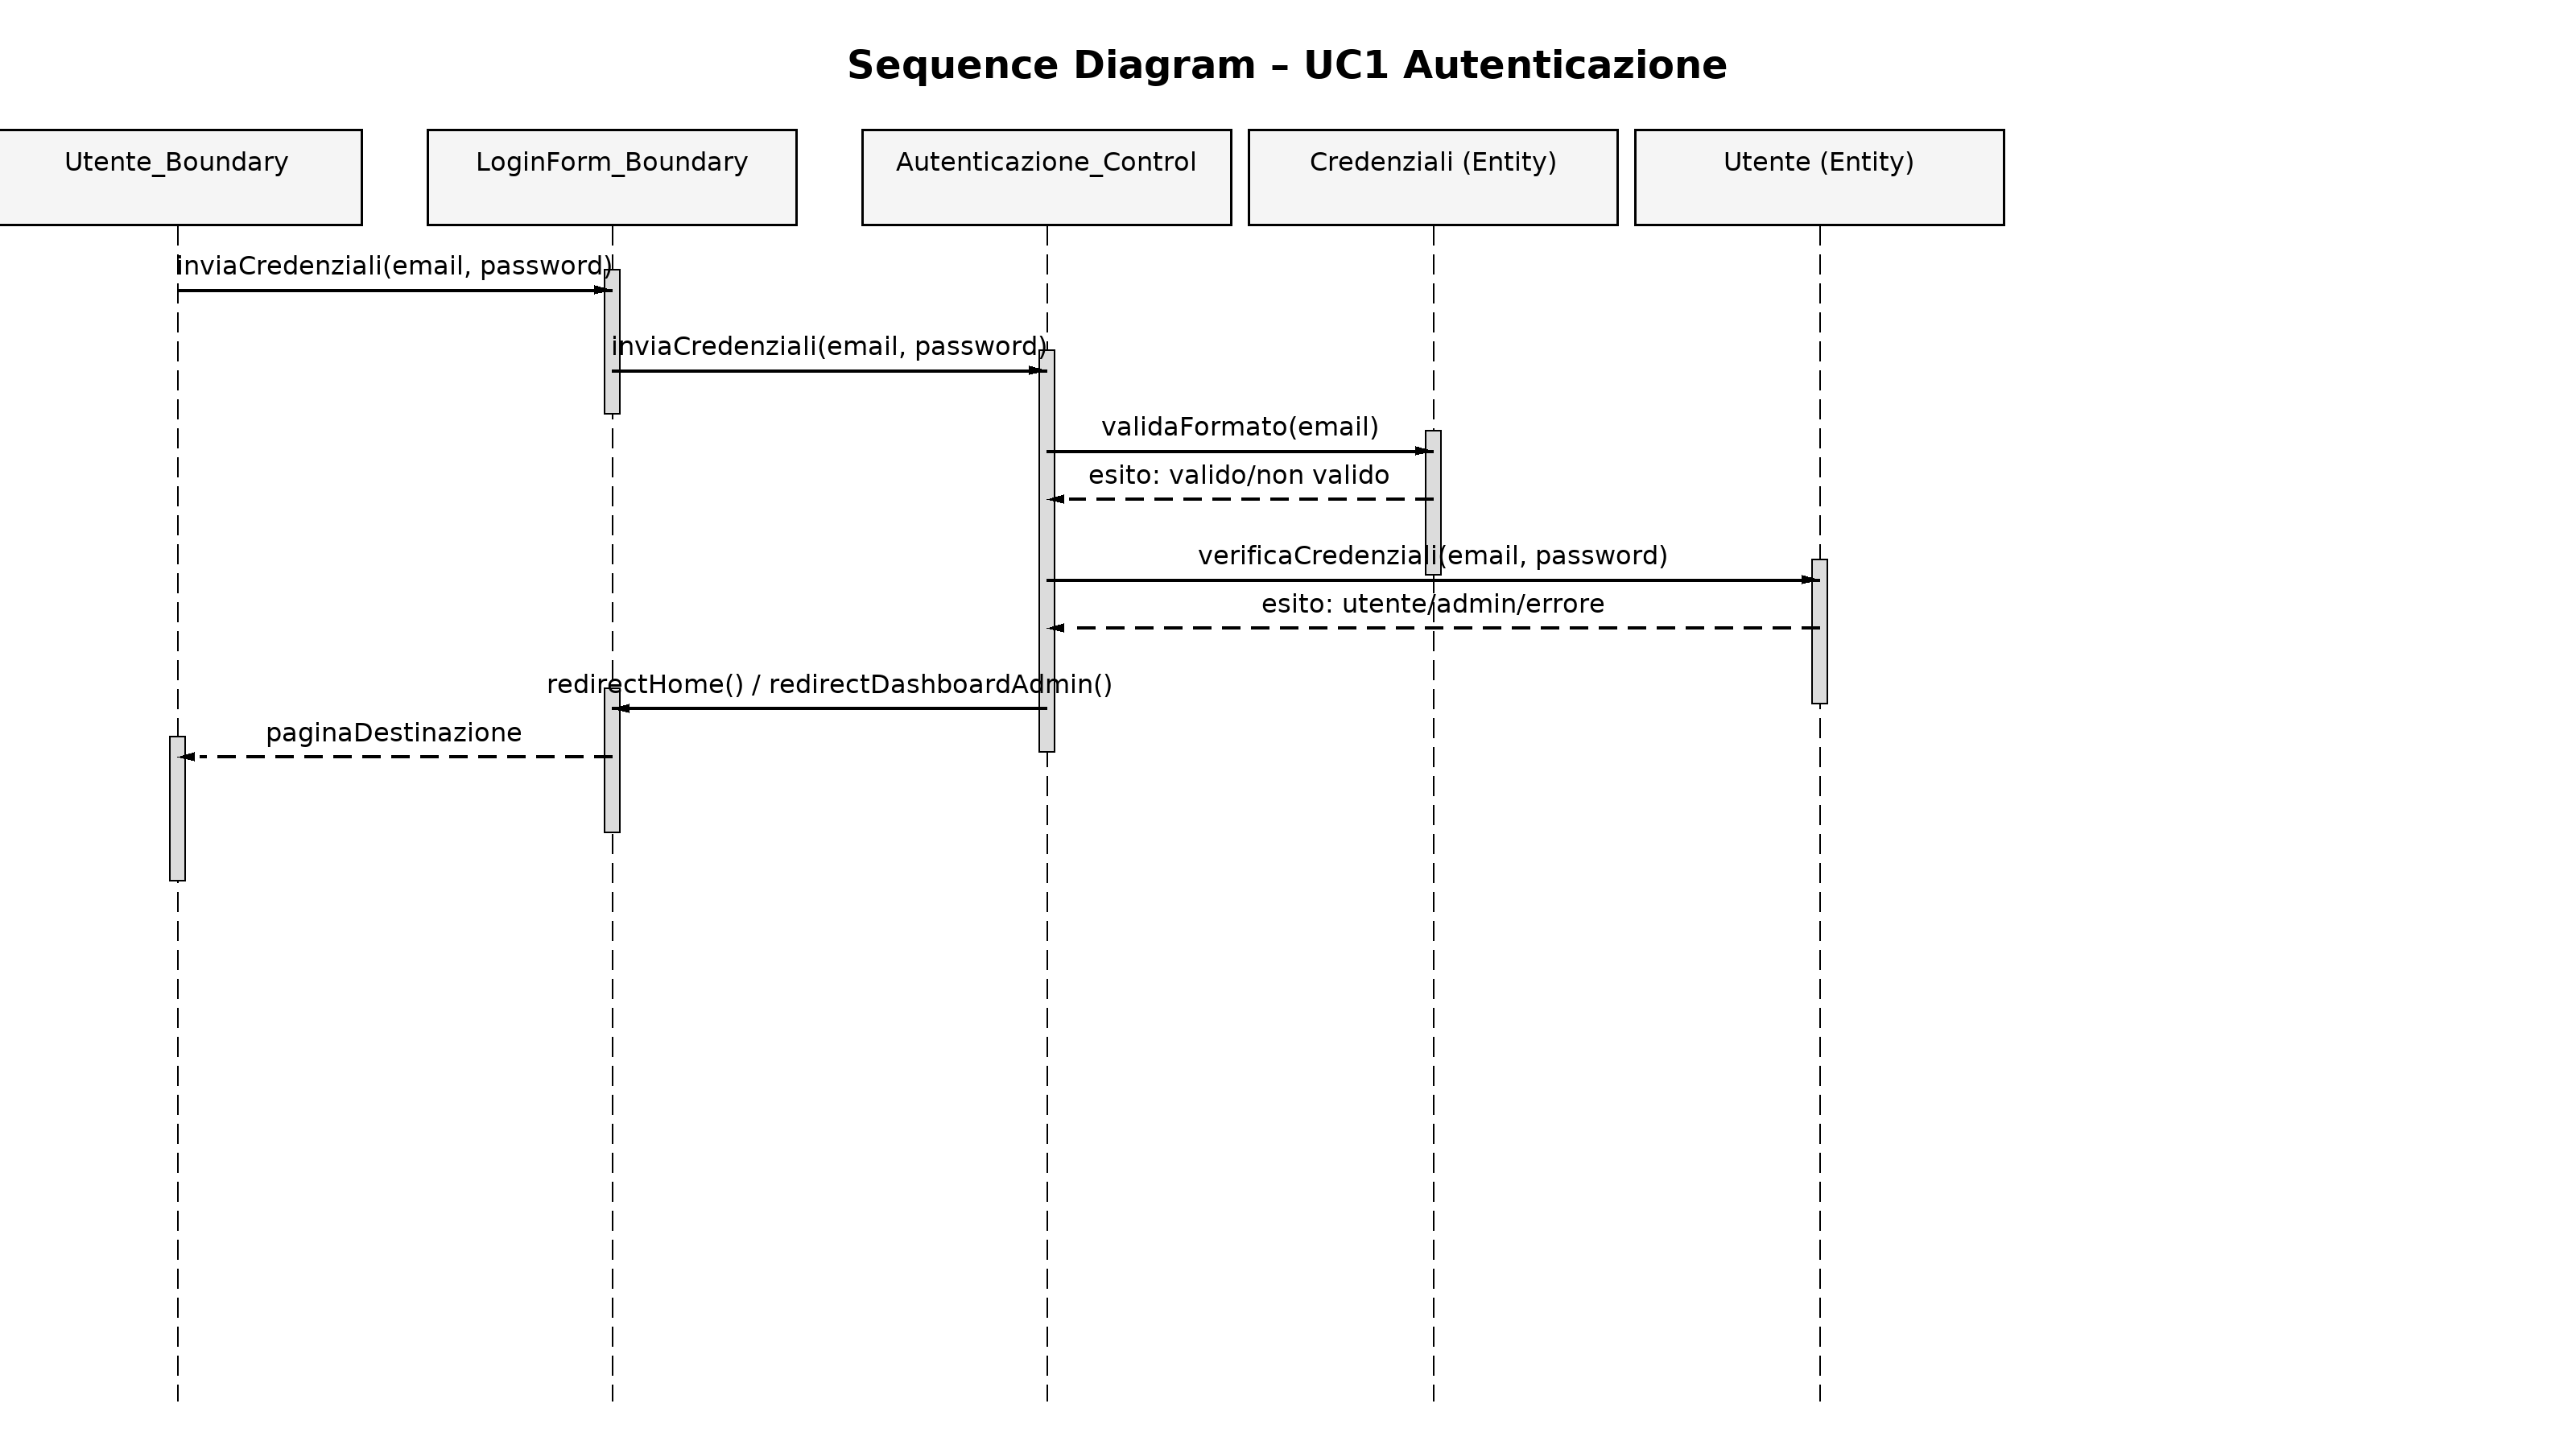 Sequence Diagram – UC1 Autenticazione
Utente_Boundary
LoginForm_Boundary
Autenticazione_Control
Credenziali (Entity)
Utente (Entity)
inviaCredenziali(email, password)
inviaCredenziali(email, password)
validaFormato(email)
esito: valido/non valido
verificaCredenziali(email, password)
esito: utente/admin/errore
redirectHome() / redirectDashboardAdmin()
paginaDestinazione